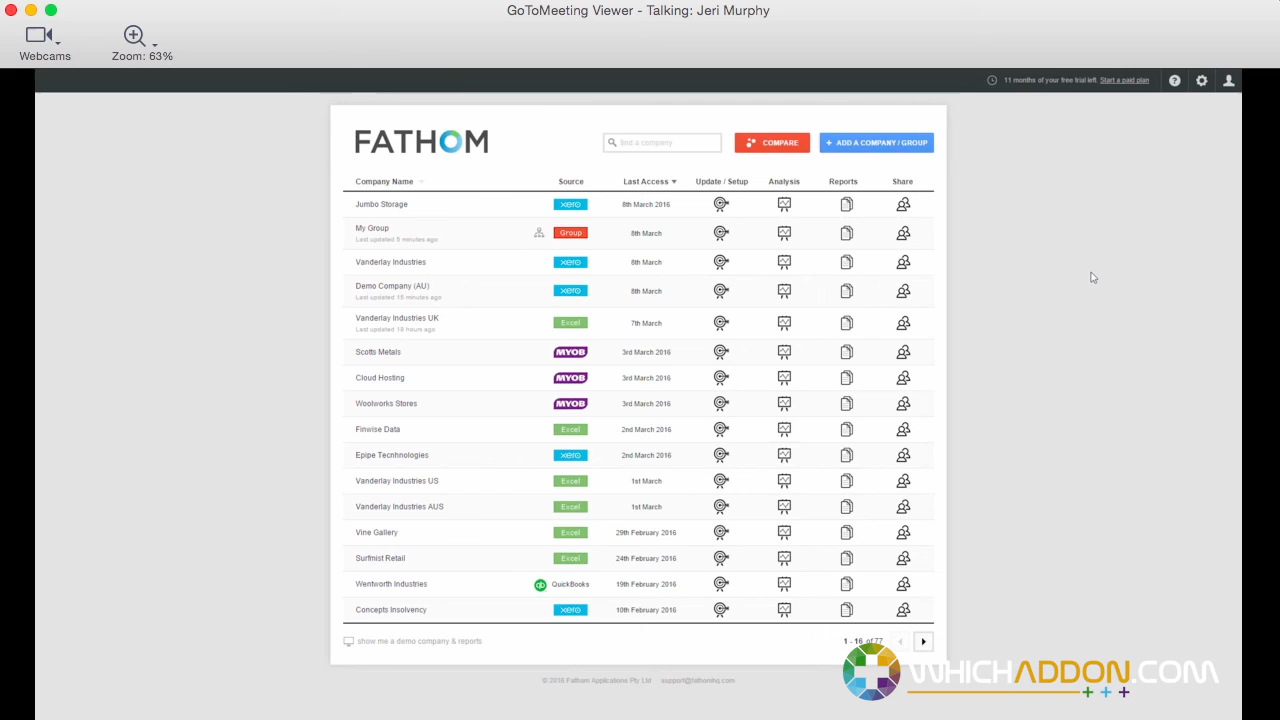 GoToMeeting Viewer - Talking: Jeri Murphy
Webcams
Zoom: 63%
11 months of your free trial left. Start a paid plan
FATHOM
find a company
COMPARE
+ ADD A COMPANY / GROUP
Company Name Source Last Access Update / Setup Analysis Reports Share
Jumbo Storage xero 8th March 2016
My Group Group 8th March
Last updated 5 minutes ago
Vanderlay Industries xero 8th March
Demo Company (AU) xero 8th March
Last updated 15 minutes ago
Vanderlay Industries UK Excel 7th March
Last updated 18 hours ago
Scotts Metals MYOB 3rd March 2016
Cloud Hosting MYOB 3rd March 2016
Woolworks Stores MYOB 3rd March 2016
Finwise Data Excel 2nd March 2016
Epipe Tecnhnologies xero 2nd March 2016
Vanderlay Industries US Excel 1st March
Vanderlay Industries AUS Excel 1st March
Vine Gallery Excel 29th February 2016
Surfmist Retail Excel 24th February 2016
Wentworth Industries qb QuickBooks 19th February 2016
Concepts Insolvency xero 10th February 2016
show me a demo company & reports
1 - 16 of 77
© 2016 Fathom Applications Pty Ltd support@fathomhq.com
WHICHADDON.COM